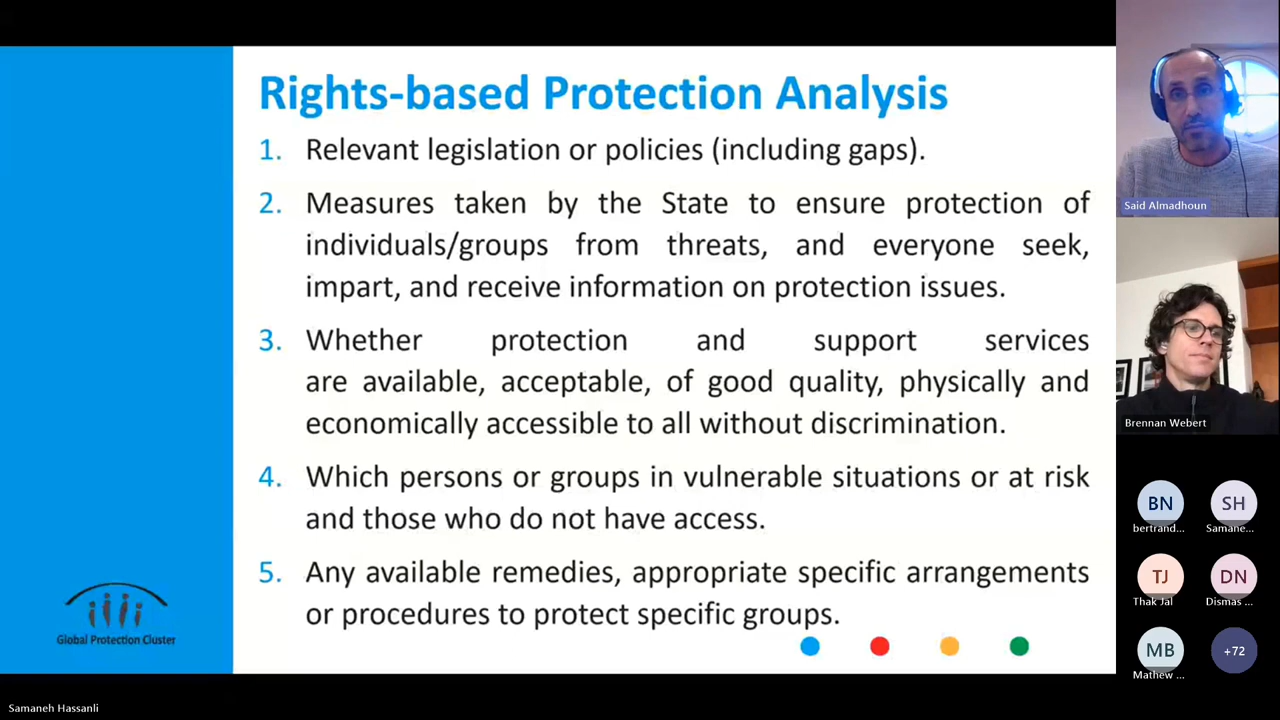 Rights-based Protection Analysis
1. Relevant legislation or policies (including gaps).
2. Measures taken by the State to ensure protection of
individuals/groups from threats, and everyone seek,
impart, and receive information on protection issues.
3. Whether protection and support services
are available, acceptable, of good quality, physically and
economically accessible to all without discrimination.
4. Which persons or groups in vulnerable situations or at risk
and those who do not have access.
5. Any available remedies, appropriate specific arrangements
or procedures to protect specific groups.
Global Protection Cluster
Said Almadhoun
Brennan Webert
BN
bertrand...
SH
Samane...
TJ
Thak Jal
DN
Dismas ...
MB
Mathew ...
+72
Samaneh Hassanli